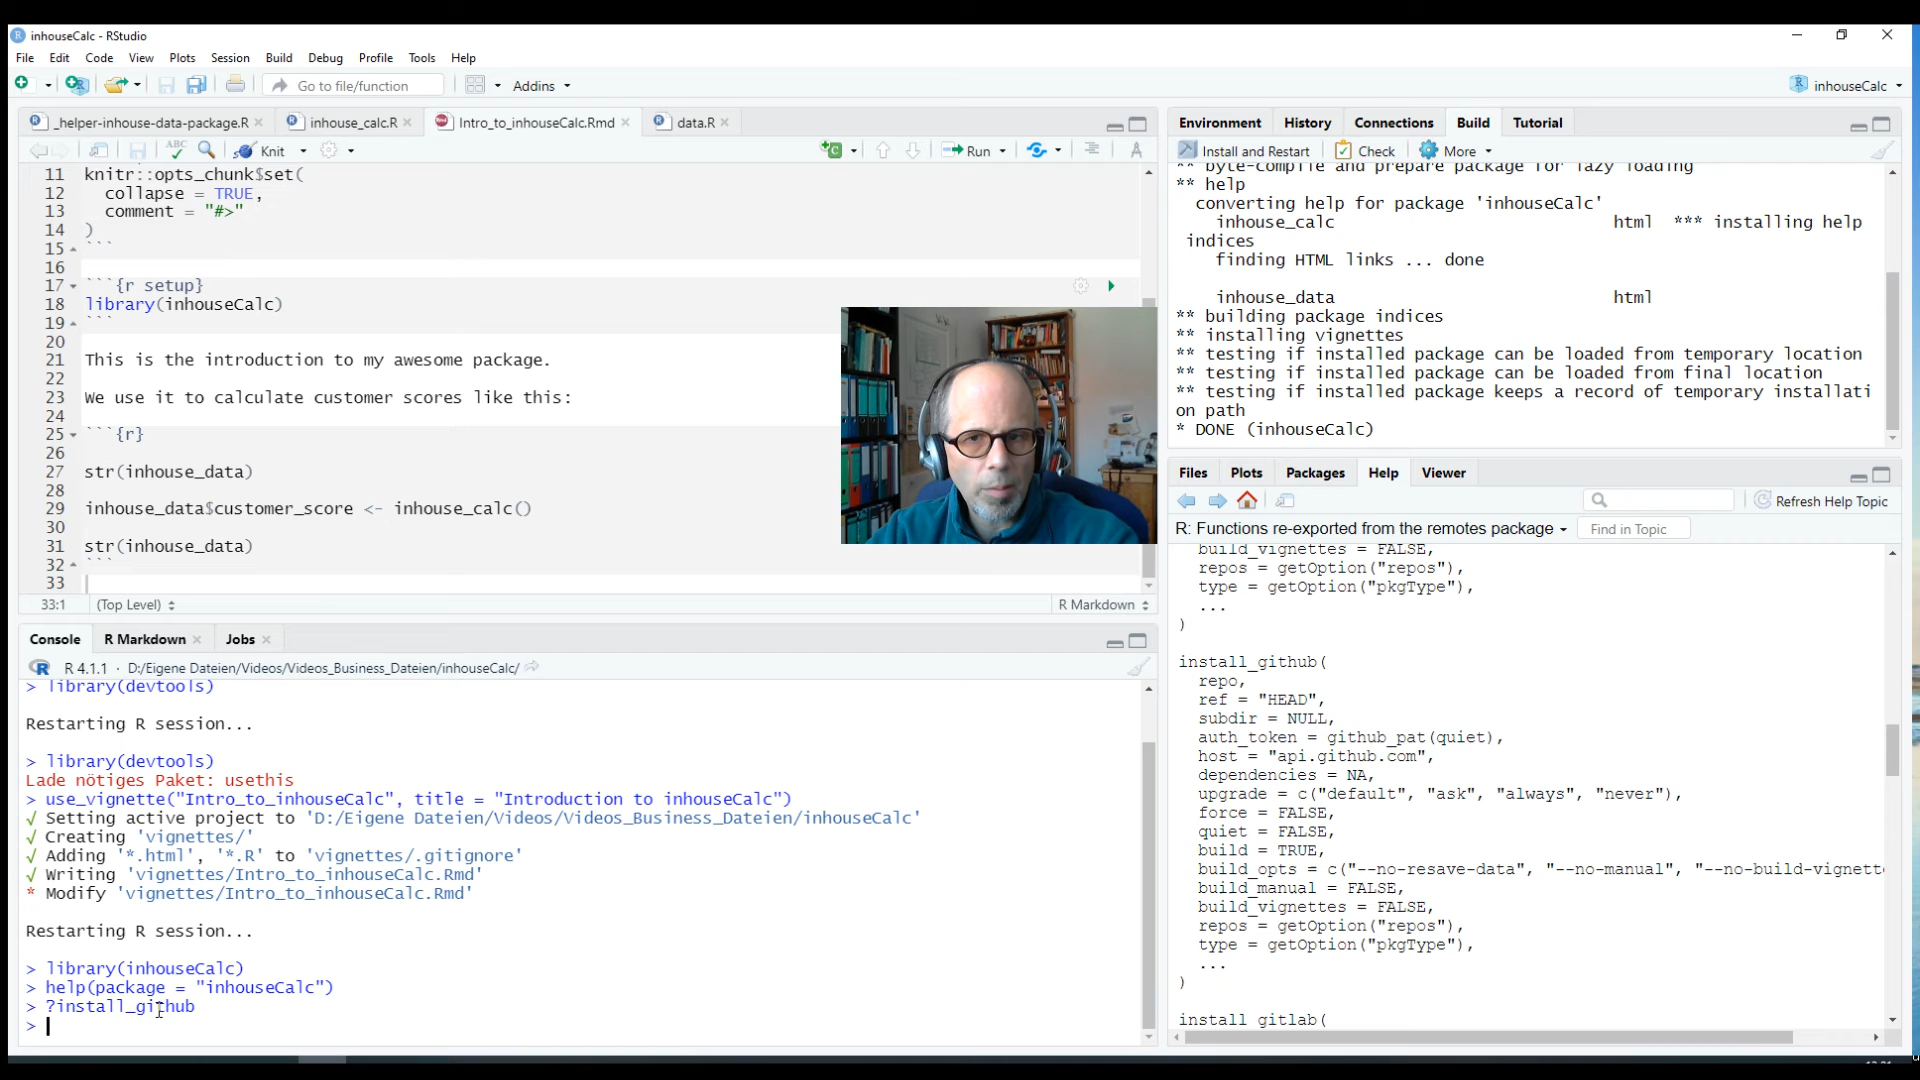 inhouseCalc - RStudio
File Edit Code View Plots Session Build Debug Profile Tools Help
Go to file/function Addins inhouseCalc
_helper-inhouse-data-package.R inhouse_calc.R Intro_to_inhouseCalc.Rmd data.R
ABC Knit Run
11 knitr::opts_chunk$set(
12 collapse = TRUE,
13 comment = "#>"
14 )
15 ```
16
17 ```{r setup}
18 library(inhouseCalc)
19 ```
20
21 This is the introduction to my awesome package.
22
23 We use it to calculate customer scores like this:
24
25 ```{r}
26
27 str(inhouse_data)
28
29 inhouse_data$customer_score <- inhouse_calc()
30
31 str(inhouse_data)
32 ```
33
33:1 (Top Level) R Markdown
Console R Markdown Jobs
R 4.1.1 · D:/Eigene Dateien/Videos/Videos_Business_Dateien/inhouseCalc/
> library(devtools)
Restarting R session...
> library(devtools)
Lade nötiges Paket: usethis
> use_vignette("Intro_to_inhouseCalc", title = "Introduction to inhouseCalc")
√ Setting active project to 'D:/Eigene Dateien/Videos/Videos_Business_Dateien/inhouseCalc'
√ Creating 'vignettes/'
√ Adding '*.html', '*.R' to 'vignettes/.gitignore'
√ Writing 'vignettes/Intro_to_inhouseCalc.Rmd'
* Modify 'vignettes/Intro_to_inhouseCalc.Rmd'
Restarting R session...
> library(inhouseCalc)
> help(package = "inhouseCalc")
> ?install_github
>
Environment History Connections Build Tutorial
Install and Restart Check More
** byte-compile and prepare package for lazy loading
** help
converting help for package 'inhouseCalc'
inhouse_calc html *** installing help
indices
finding HTML links ... done
inhouse_data html
** building package indices
** installing vignettes
** testing if installed package can be loaded from temporary location
** testing if installed package can be loaded from final location
** testing if installed package keeps a record of temporary installati
on path
* DONE (inhouseCalc)
Files Plots Packages Help Viewer
Refresh Help Topic
R: Functions re-exported from the remotes package Find in Topic
build_vignettes = FALSE,
repos = getOption("repos"),
type = getOption("pkgType"),
...
)
install_github(
repo,
ref = "HEAD",
subdir = NULL,
auth_token = github_pat(quiet),
host = "api.github.com",
dependencies = NA,
upgrade = c("default", "ask", "always", "never"),
force = FALSE,
quiet = FALSE,
build = TRUE,
build_opts = c("--no-resave-data", "--no-manual", "--no-build-vignett
build_manual = FALSE,
build_vignettes = FALSE,
repos = getOption("repos"),
type = getOption("pkgType"),
...
)
install_gitlab(